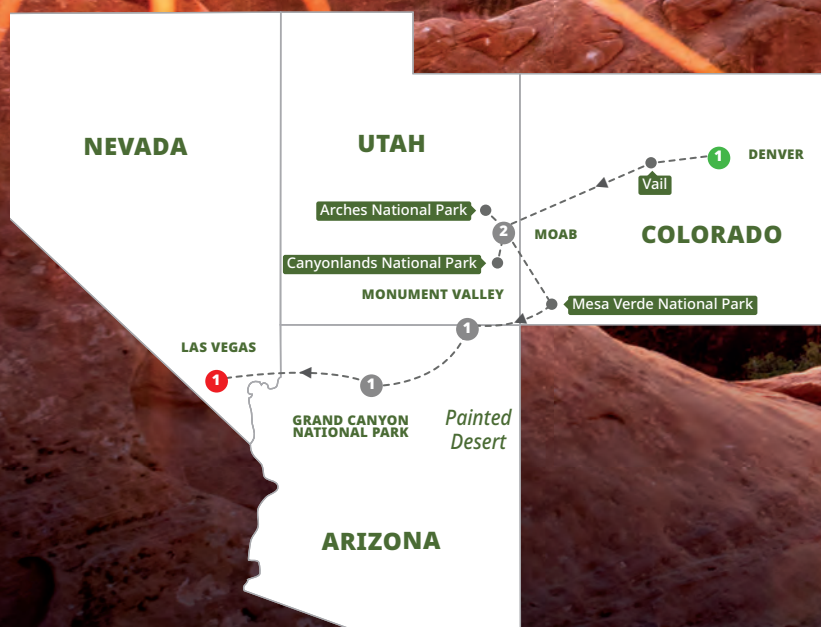 NEVADA
UTAH
1
DENVER
Vail
Arches National Park
2
MOAB
COLORADO
Canyonlands National Park
MONUMENT VALLEY
Mesa Verde National Park
1
LAS VEGAS
1
1
GRAND CANYON
NATIONAL PARK
Painted
Desert
ARIZONA